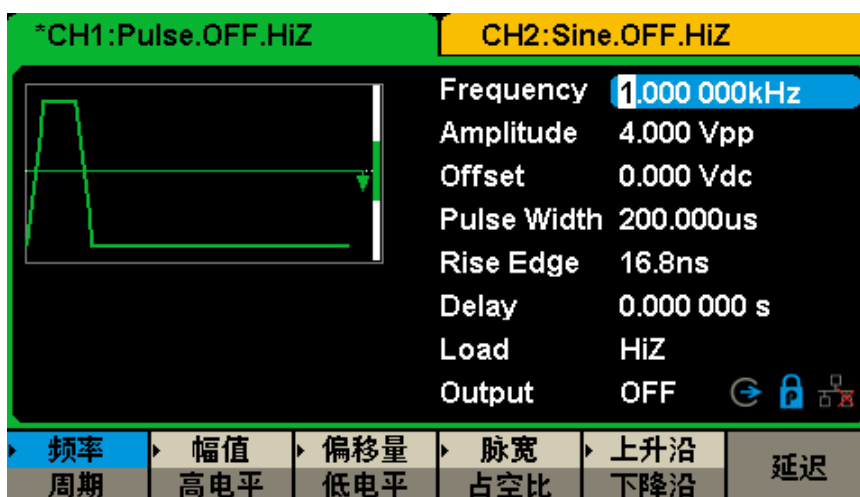 *CH1:Pulse.OFF.HiZ
CH2:Sine.OFF.HiZ
Frequency 1.000 000kHz
Amplitude 4.000 Vpp
Offset 0.000 Vdc
Pulse Width 200.000us
Rise Edge 16.8ns
Delay 0.000 000 s
Load HiZ
Output OFF
P
频率 幅值 偏移量 脉宽 上升沿 延迟
周期 高电平 低电平 占空比 下降沿